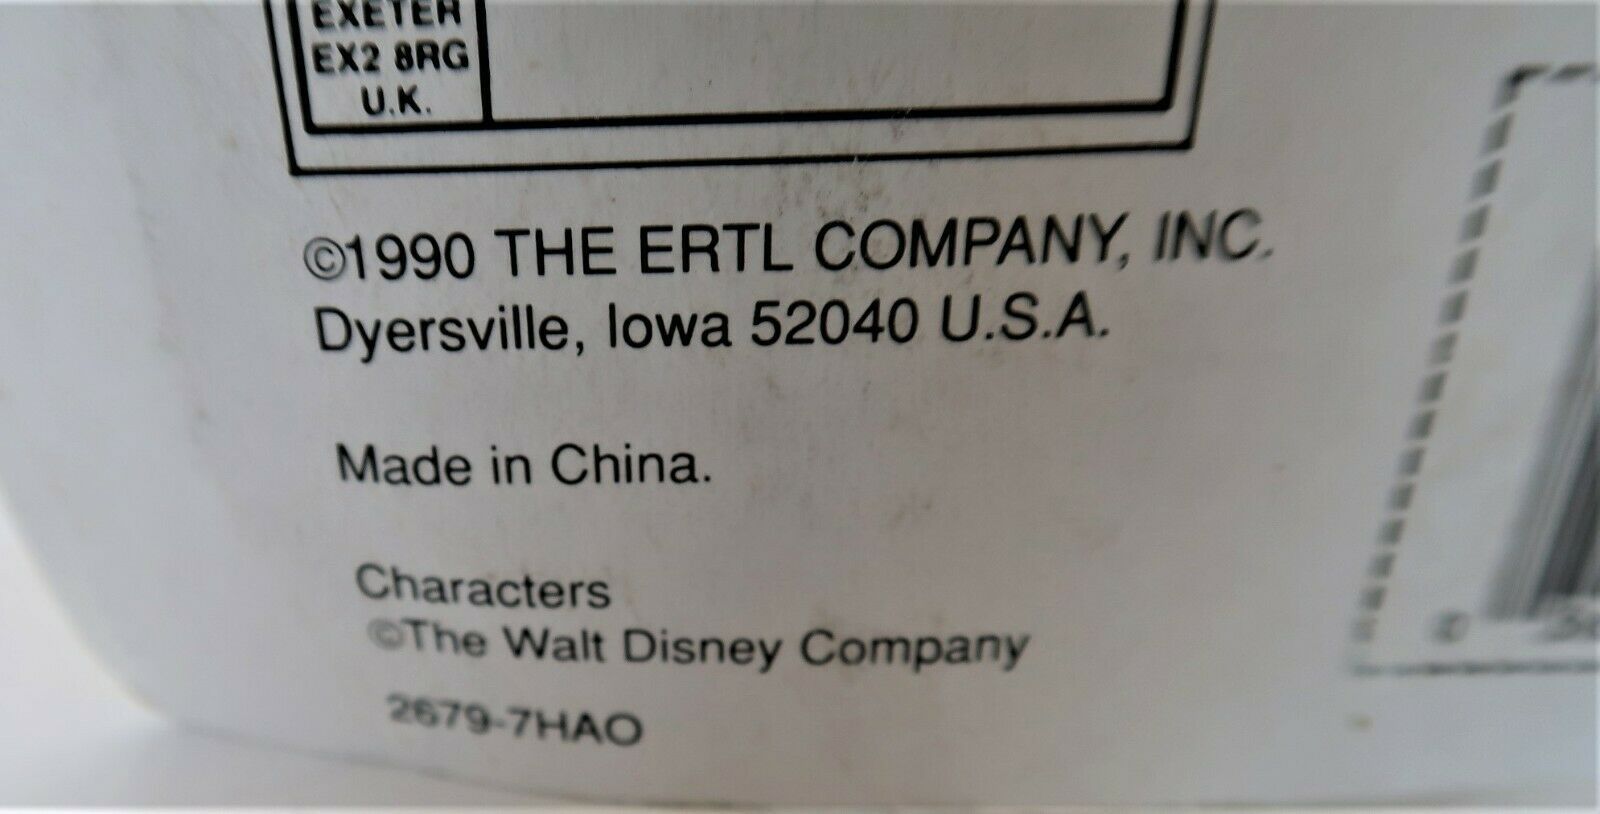 EXETER
EX2 8RG
U.K.
©1990 THE ERTL COMPANY, INC.
Dyersville, Iowa 52040 U.S.A.
Made in China.
Characters
©The Walt Disney Company
2679-7HAO